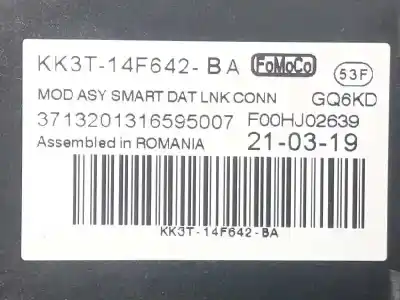 KK3T-14F642-BA FoMoCo 53F
MOD ASY SMART DAT LNK CONN GQ6KD
3713201316595007 F00HJ02639
Assembled in ROMANIA 21-03-19
KK3T-14F642-BA